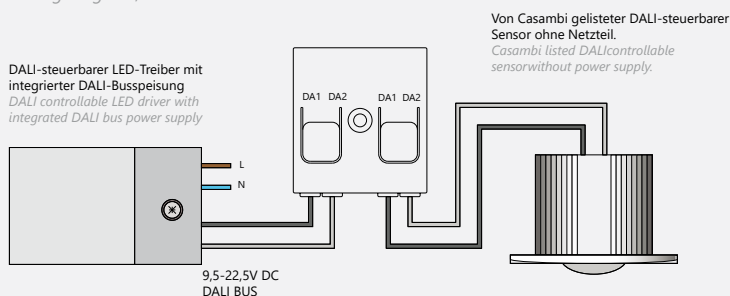 Von Casambi gelisteter DALI-steuerbarer
Sensor ohne Netzteil.
Casambi listed DALIcontrollable
sensorwithout power supply.
DALI-steuerbarer LED-Treiber mit
integrierter DALI-Busspeisung
DALI controllable LED driver with
integrated DALI bus power supply
DA1 DA2 DA1 DA2
L
N
9,5-22,5V DC
DALI BUS